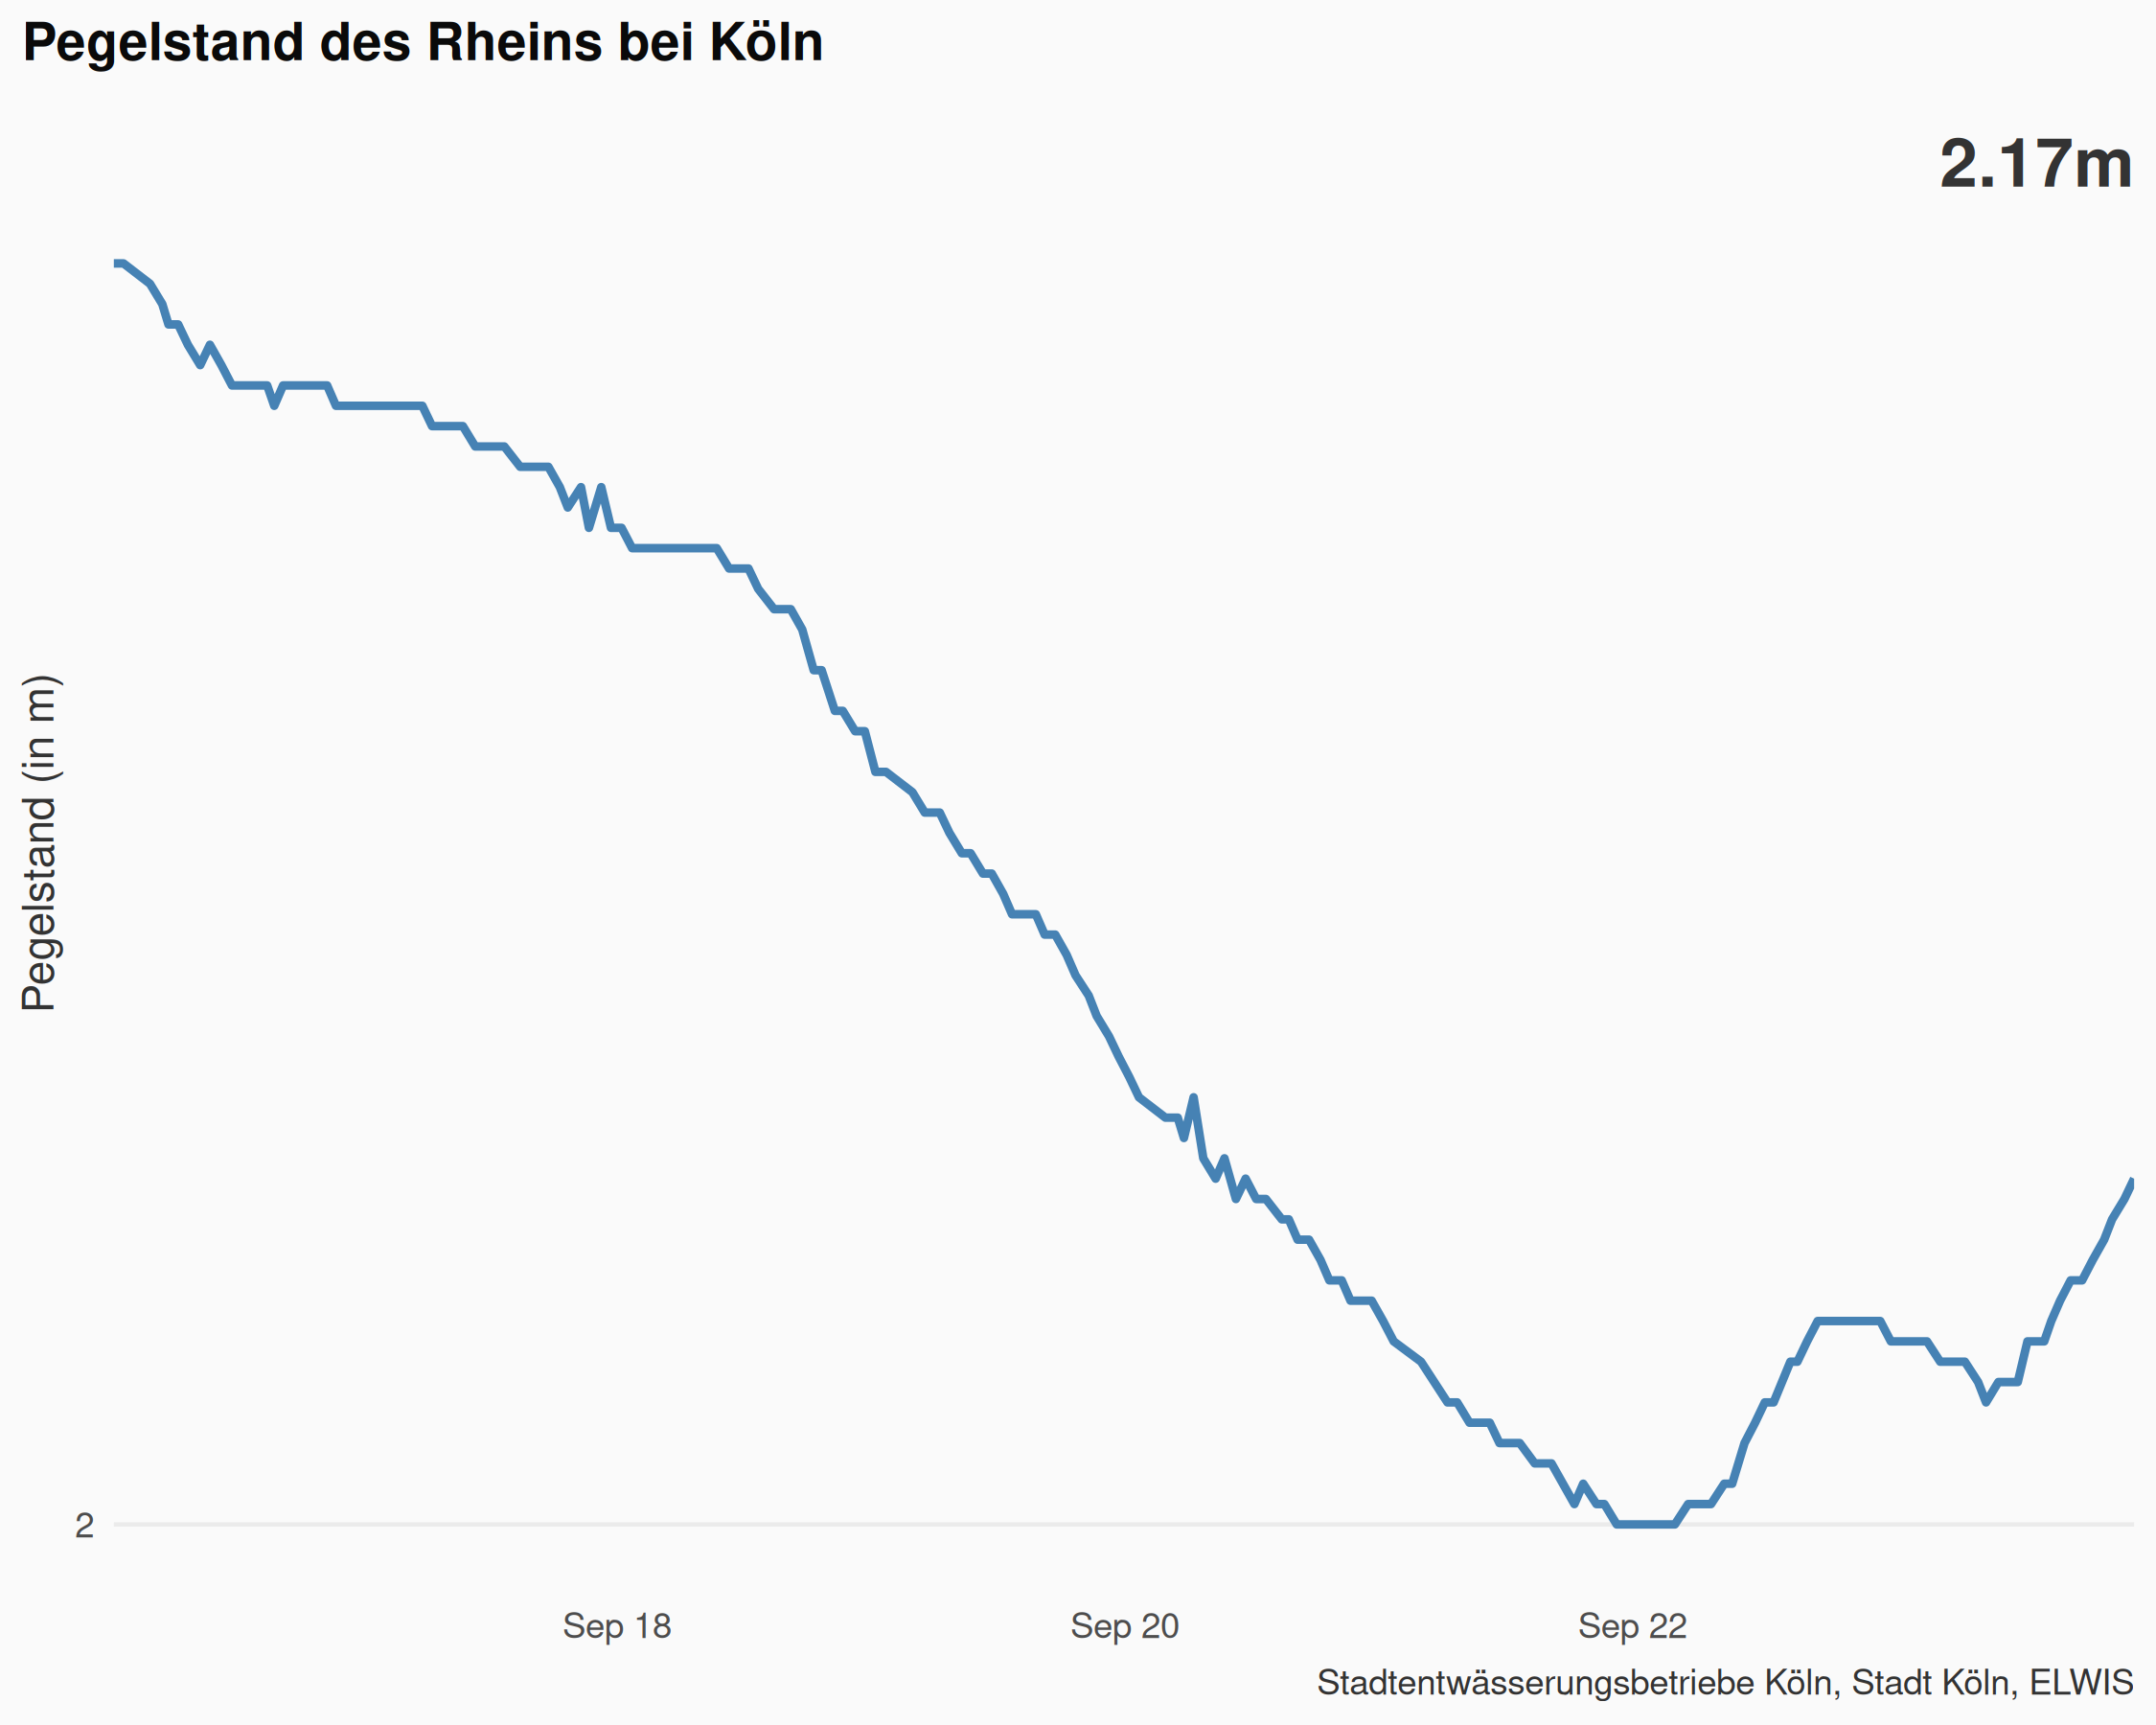 Pegelstand des Rheins bei Köln
2.17m
Pegelstand (in m)
2
Sep 18
Sep 20
Sep 22
Stadtentwässerungsbetriebe Köln, Stadt Köln, ELWIS